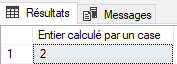 Résultats Messages
Entier calculé par un case
1 2